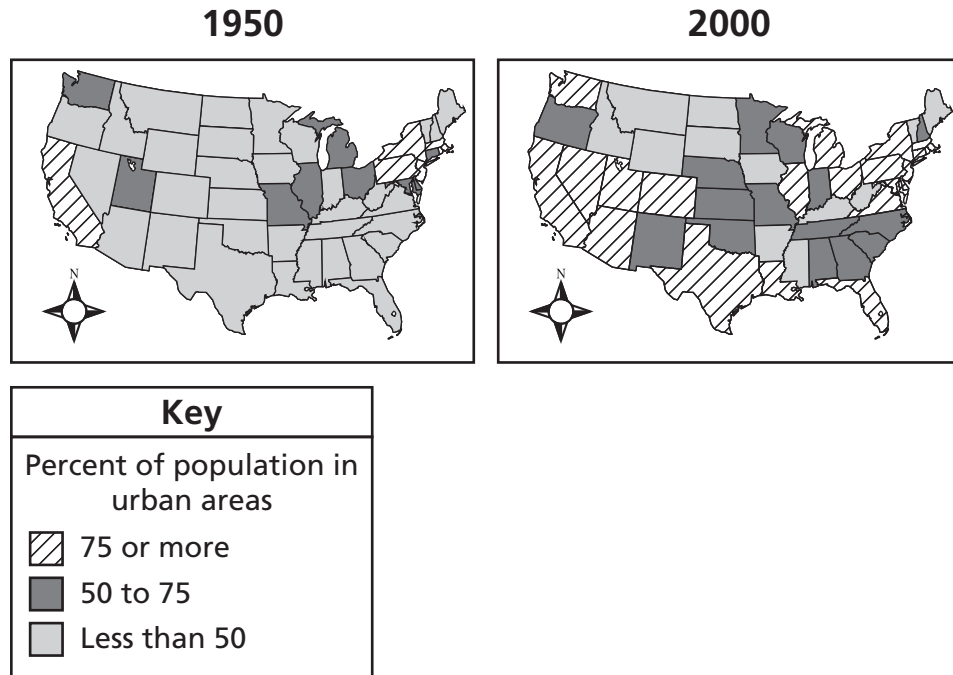 1950
2000
N
N
Key
Percent of population in
urban areas
75 or more
50 to 75
Less than 50